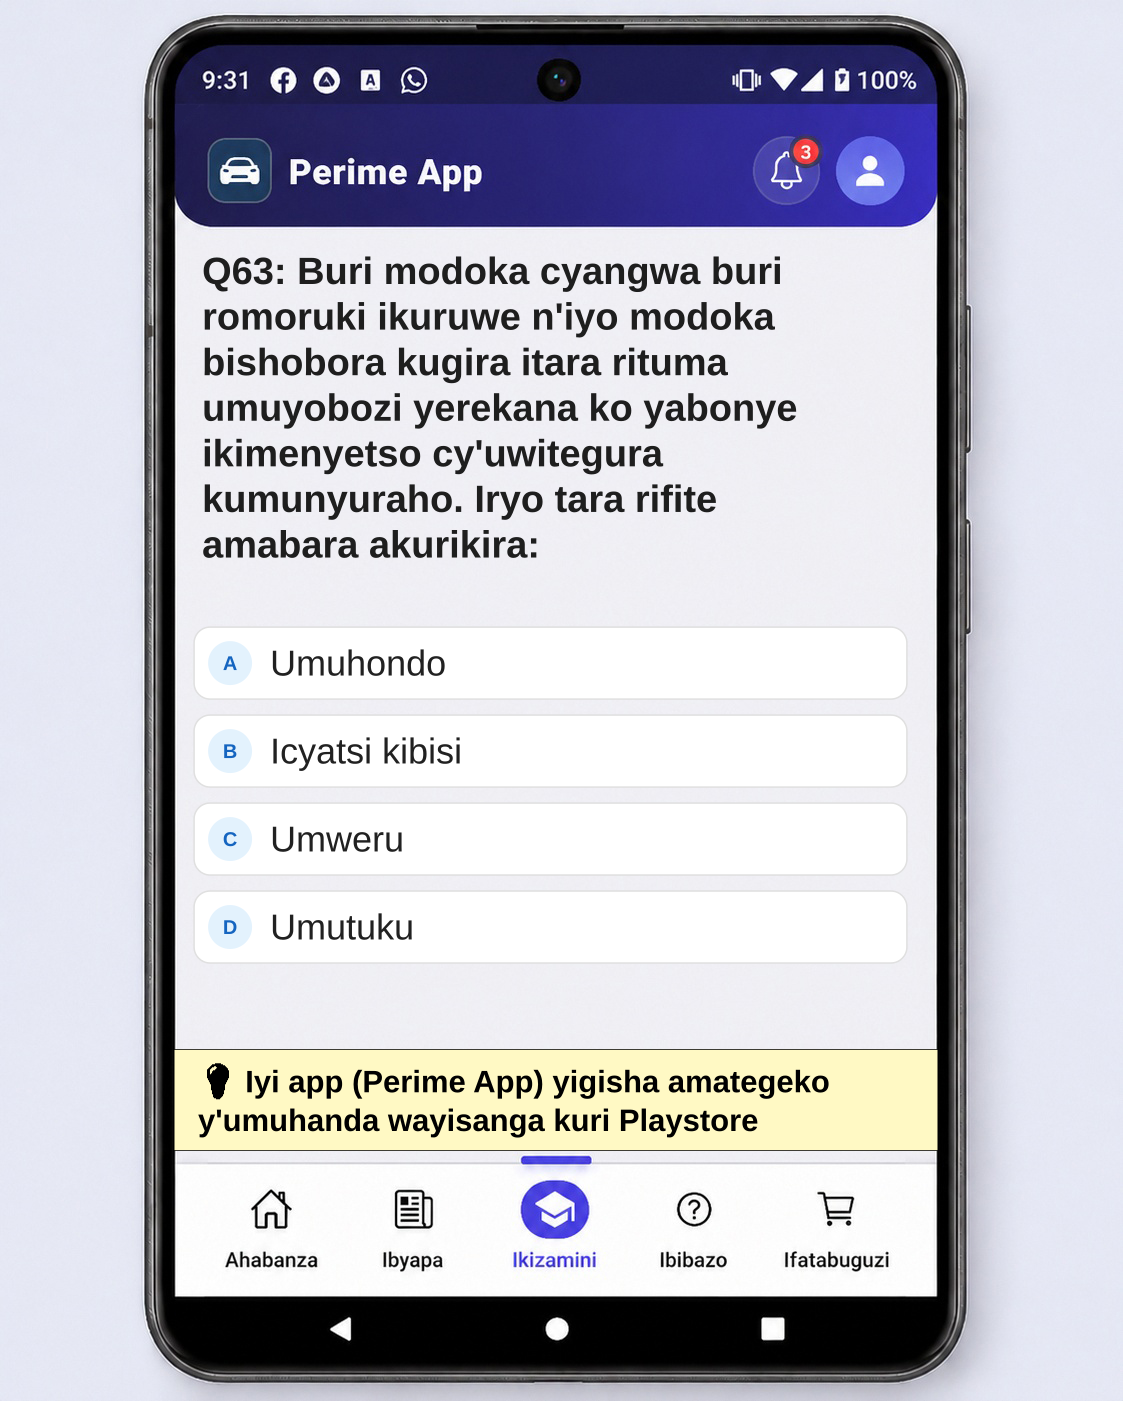 9:31
100%
Perime App
3
Q63: Buri modoka cyangwa buri
romoruki ikuruwe n'iyo modoka
bishobora kugira itara rituma
umuyobozi yerekana ko yabonye
ikimenyetso cy'uwitegura
kumunyuraho. Iryo tara rifite
amabara akurikira:
A Umuhondo
B Icyatsi kibisi
C Umweru
D Umutuku
Iyi app (Perime App) yigisha amategeko
y'umuhanda wayisanga kuri Playstore
Ahabanza Ibyapa Ikizamini Ibibazo Ifatabuguzi